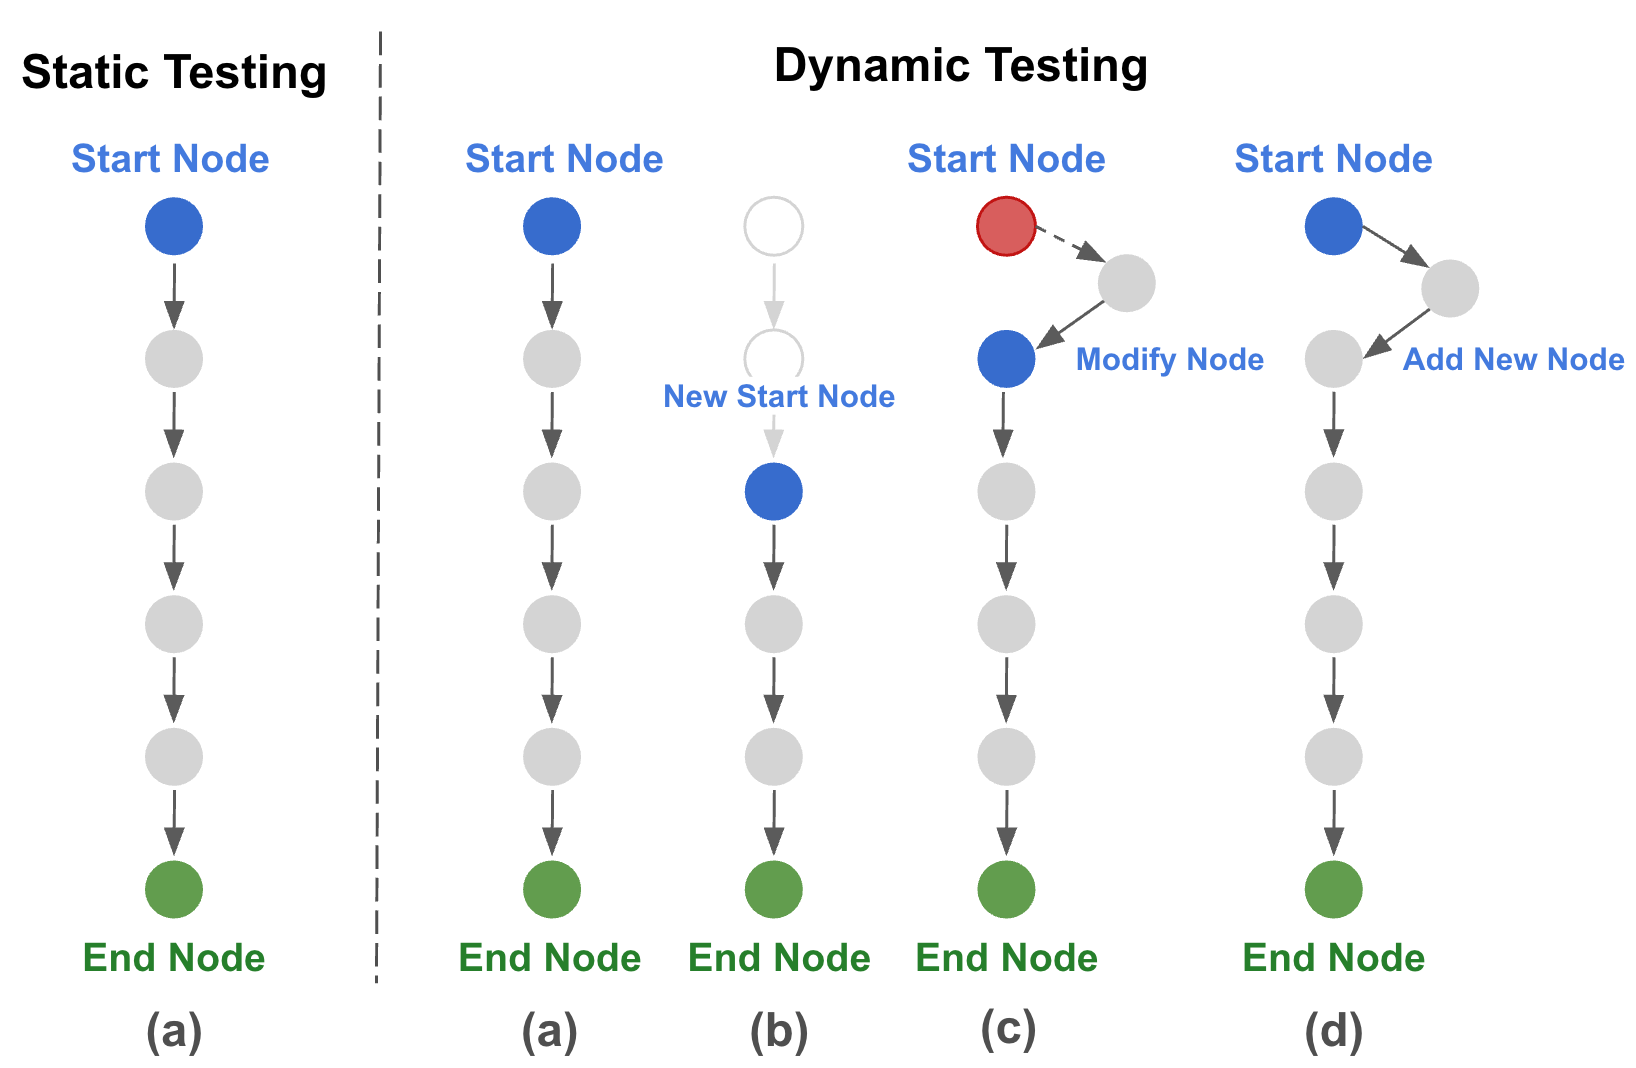 Static Testing
Dynamic Testing
Start Node
Start Node
Start Node
Start Node
Modify Node
Add New Node
New Start Node
End Node
End Node
End Node
End Node
End Node
(a)
(a)
(b)
(c)
(d)